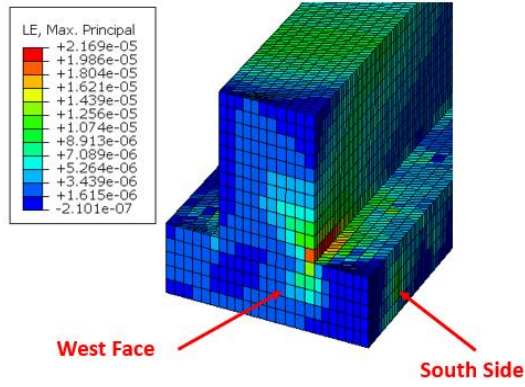 LE, Max. Principal
+2.169e-05
+1.986e-05
+1.804e-05
+1.621e-05
+1.439e-05
+1.256e-05
+1.074e-05
+8.913e-06
+7.089e-06
+5.264e-06
+3.439e-06
+1.615e-06
-2.101e-07
West Face
South Side